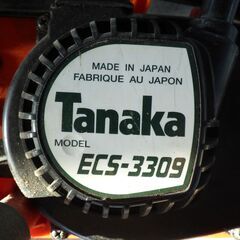 MADE IN JAPAN
FABRIQUE AU JAPON
Tanaka
MODEL
ECS-3309